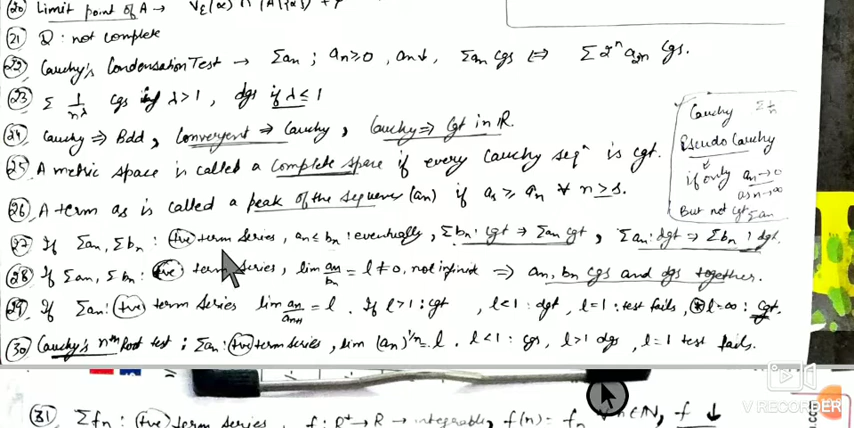 (20) Limit point of A → Vε(α) ∩ (A\{α}) ≠ φ
(21) Q : not complete
(22) Cauchy's Condensation Test → Σan ; an ≥ 0 , an↓ , Σan cgs ⇔ Σ 2ⁿ a2ⁿ cgs.
(23) Σ 1/n^λ cgs if λ > 1 , dgs if λ ≤ 1
(24) Cauchy ⇒ Bdd , Convergent ⇒ Cauchy , Cauchy ⇒ Cgt in R.
(25) A metric space is called a complete space if every Cauchy seqⁿ is cgt.
(26) A term as is called a peak of the sequence (an) if as ≥ an ∀ n ≥ s.
Cauchy
Pseudo Cauchy
if only an → 0
as n → ∞
But not cgt Σan
(27) If Σan, Σbn : (+ve) term series, an ≤ bn : eventually, Σbn : cgt ⇒ Σan cgt , Σan : dgt ⇒ Σbn : dgt.
(28) If Σan, Σbn : (+ve) term series, lim an/bn = l ≠ 0, not infinite ⇒ an, bn cgs and dgs together.
(29) If Σan : (+ve) term series lim an/an+1 = l . If l > 1 : cgt , l < 1 : dgt, l = 1 : test fails, l = ∞ : cgt.
(30) Cauchy's nth Root test ; Σan : (+ve) term series , lim (an)^1/n = l . l < 1 : cgs, l > 1 dgs, l = 1 test fails.
(31) Σfn : (+ve) term series , f : R⁺ → R → integrable, f(n) = fn ∀ n ∈ N, f ↓
V RECORDER